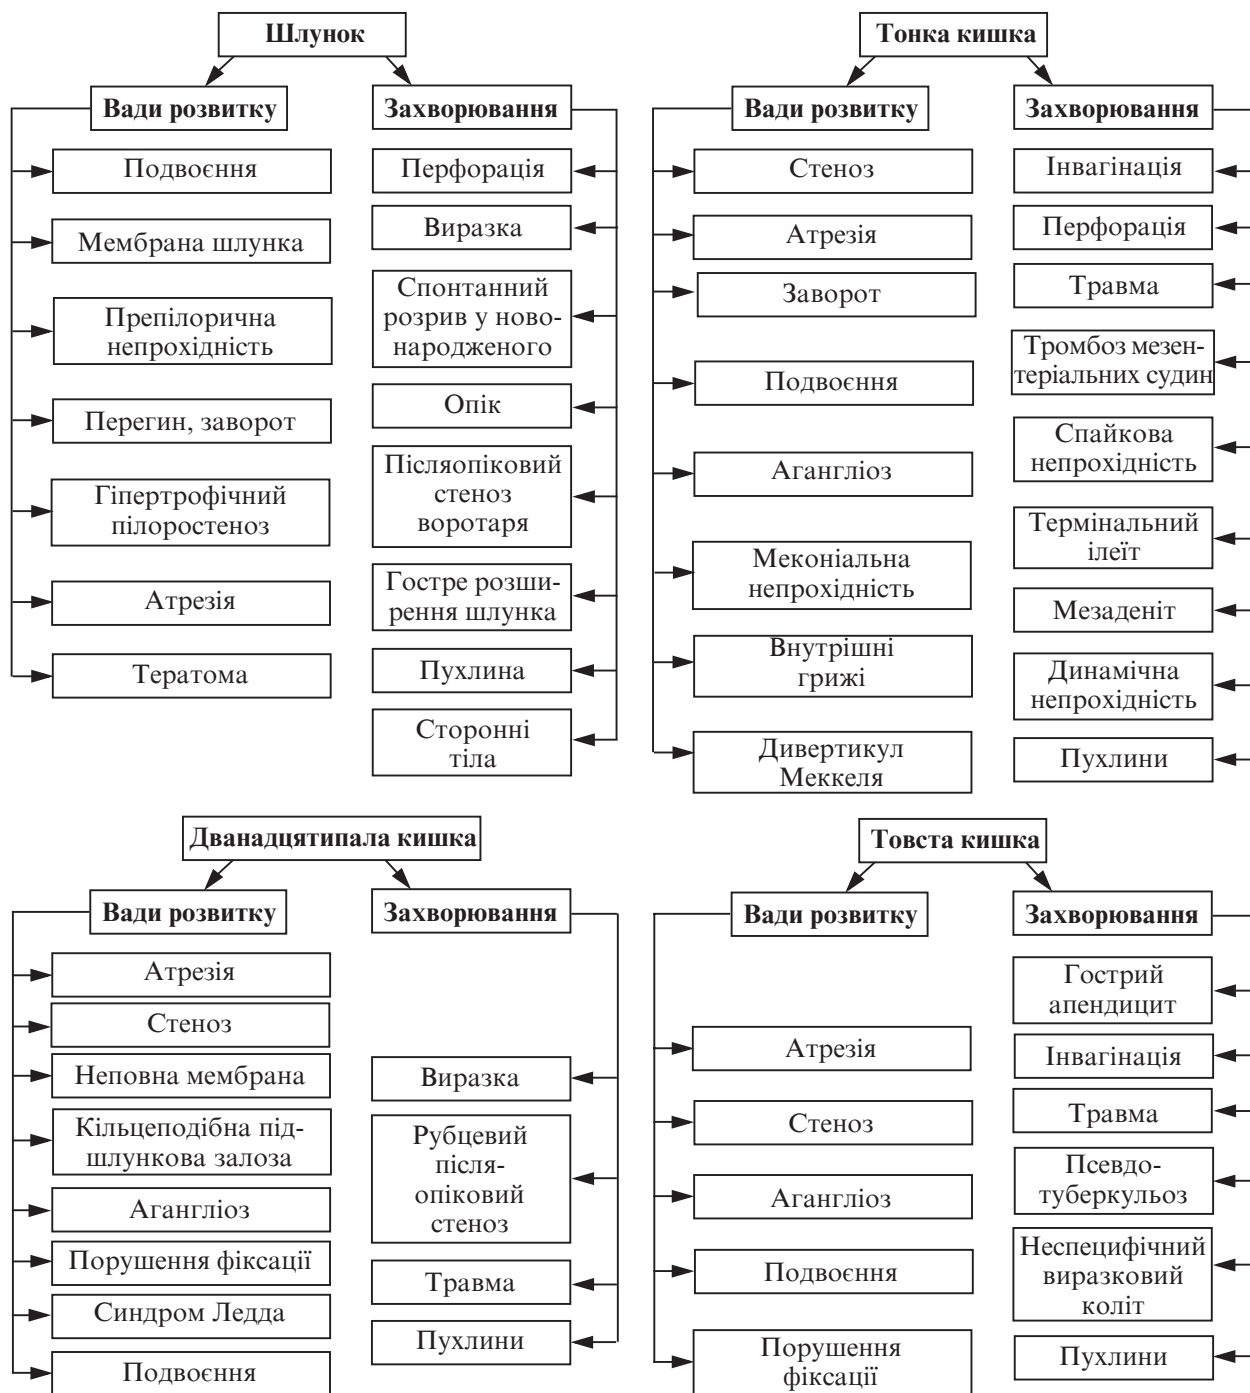 Шлунок
Вади розвитку
Подвоєння
Мембрана шлунка
Препілорична
непрохідність
Перегин, заворот
Гіпертрофічний
пілоростеноз
Атрезія
Тератома
Захворювання
Перфорація
Виразка
Спонтанний
розрив у ново-
народженого
Опік
Післяопіковий
стеноз
воротаря
Гостре розши-
рення шлунка
Пухлина
Сторонні
тіла
Тонка кишка
Вади розвитку
Стеноз
Атрезія
Заворот
Подвоєння
Агангліоз
Меконіальна
непрохідність
Внутрішні
грижі
Дивертикул
Меккеля
Захворювання
Інвагінація
Перфорація
Травма
Тромбоз мезен-
теріальних судин
Спайкова
непрохідність
Термінальний
ілеїт
Мезаденіт
Динамічна
непрохідність
Пухлини
Дванадцятипала кишка
Вади розвитку
Атрезія
Стеноз
Неповна мембрана
Кільцеподібна під-
шлункова залоза
Агангліоз
Порушення фіксації
Синдром Ледда
Подвоєння
Захворювання
Виразка
Рубцевий
після-
опіковий
стеноз
Травма
Пухлини
Товста кишка
Вади розвитку
Атрезія
Стеноз
Агангліоз
Подвоєння
Порушення
фіксації
Захворювання
Гострий
апендицит
Інвагінація
Травма
Псевдо-
туберкульоз
Неспецифічний
виразковий
коліт
Пухлини